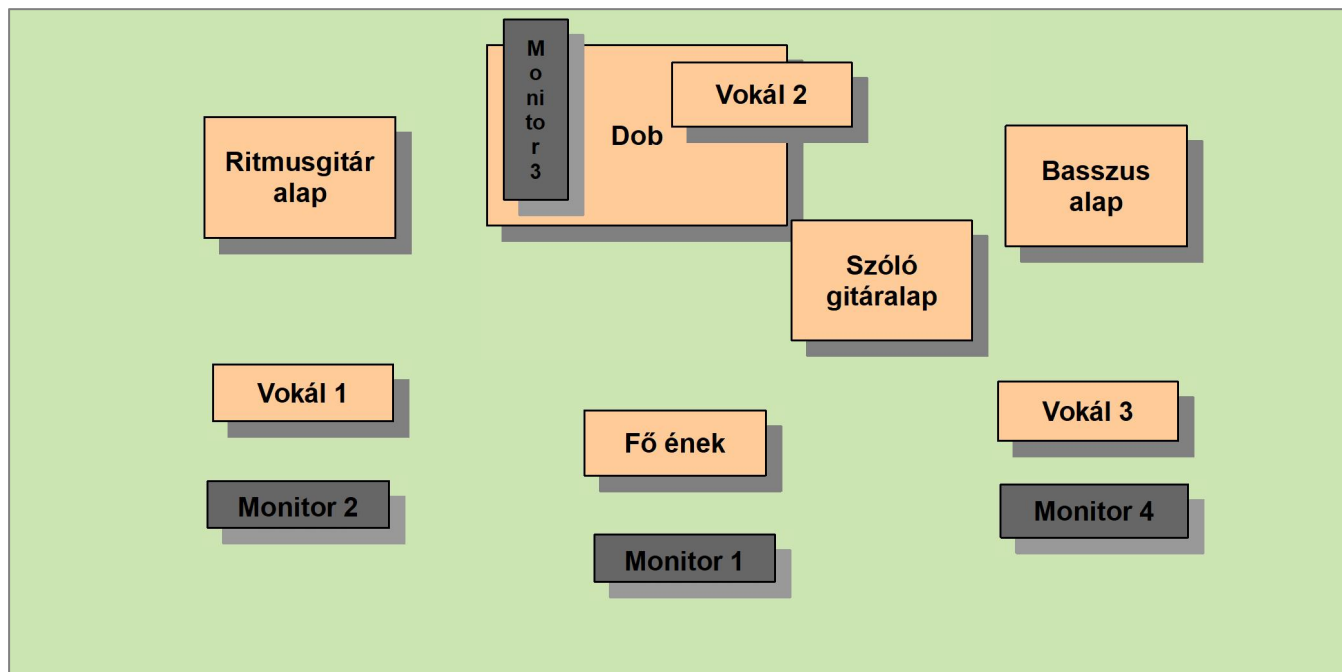 M
o
ni
to
r
3
Vokál 2
Dob
Ritmusgitár
alap
Basszus
alap
Szóló
gitáralap
Vokál 1
Vokál 3
Fő ének
Monitor 2
Monitor 4
Monitor 1